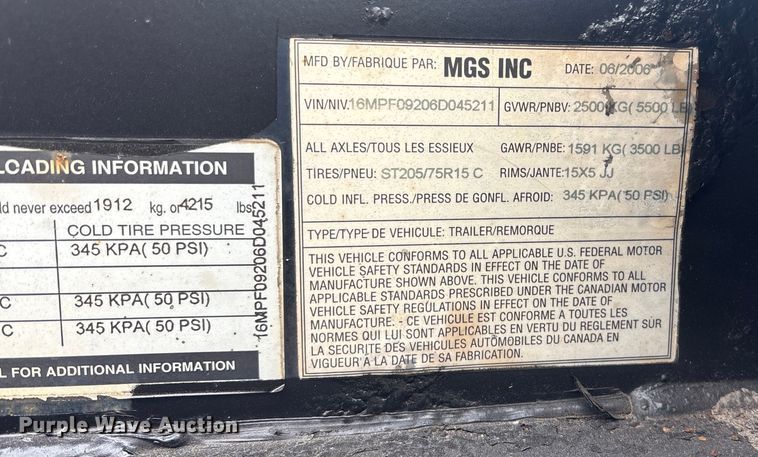 MFD BY/FABRIQUE PAR: MGS INC DATE: 06/2006
VIN/NIV. 16MPF09206D045211 GVWR/PNBV: 2500 KG( 5500 LB
ALL AXLES/TOUS LES ESSIEUX GAWR/PNBE: 1591 KG( 3500 LB)
TIRES/PNEU: ST205/75R15 C RIMS/JANTE: 15X5 JJ
COLD INFL. PRESS./PRESS DE GONFL. AFROID: 345 KPA( 50 PSI)
TYPE/TYPE DE VEHICULE: TRAILER/REMORQUE
THIS VEHICLE CONFORMS TO ALL APPLICABLE U.S. FEDERAL MOTOR
VEHICLE SAFETY STANDARDS IN EFFECT ON THE DATE OF
MANUFACTURE SHOWN ABOVE. THIS VEHICLE CONFORMS TO ALL
APPLICABLE STANDARDS PRESCRIBED UNDER THE CANADIAN MOTOR
VEHICLE SAFETY REGULATIONS IN EFFECT ON THE DATE OF
MANUFACTURE. - CE VEHICULE EST CONFORME A TOUTES LES
NORMES QUI LUI SONT APPLICABLES EN VERTU DU REGLEMENT SUR
LA SECURITE DES VEHICULES AUTOMOBILES DU CANADA EN
VIGUEUR A LA DATE DE SA FABRICATION.
LOADING INFORMATION
ld never exceed 1912 kg. or 4215 lbs.
COLD TIRE PRESSURE
C 345 KPA( 50 PSI)
C 345 KPA( 50 PSI)
C 345 KPA( 50 PSI)
16MPF09206D045211
L FOR ADDITIONAL INFORMATION
Purple Wave Auction